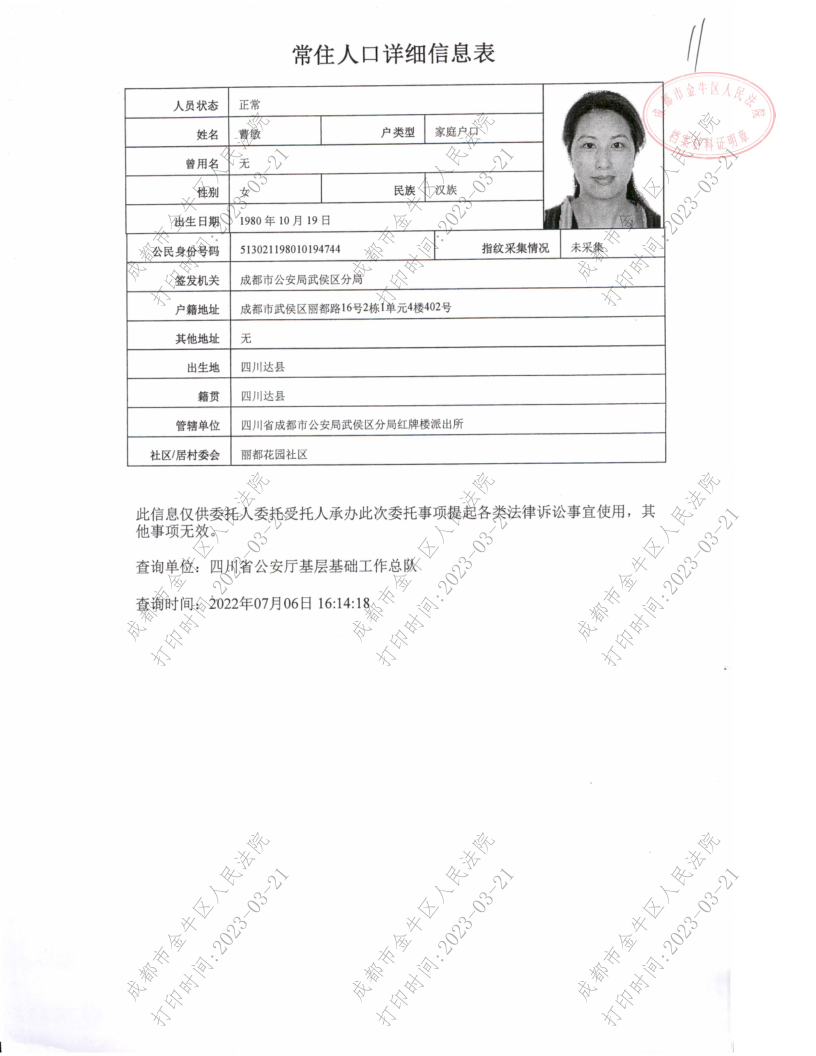 常住人口详细信息表
11
人员状态 正常
姓名 曹敏 户类型 家庭户口
曾用名 无
性别 女 民族 汉族
出生日期 1980 年 10 月 19 日
公民身份号码 513021198010194744 指纹采集情况 未采集
签发机关 成都市公安局武侯区分局
户籍地址 成都市武侯区丽都路16号2栋1单元4楼402号
其他地址 无
出生地 四川达县
籍贯 四川达县
管辖单位 四川省成都市公安局武侯区分局红牌楼派出所
社区/居村委会 丽都花园社区
成都市金牛区人民法院
档案材料证明章
此信息仅供委托人委托受托人承办此次委托事项提起各类法律诉讼事宜使用，其
他事项无效。
查询单位：四川省公安厅基层基础工作总队
查询时间：2022年07月06日 16:14:18
成都市金牛区人民法院
打印时间:2023-03-21
成都市金牛区人民法院
打印时间:2023-03-21
成都市金牛区人民法院
打印时间:2023-03-21
成都市金牛区人民法院
打印时间:2023-03-21
成都市金牛区人民法院
打印时间:2023-03-21
成都市金牛区人民法院
打印时间:2023-03-21
成都市金牛区人民法院
打印时间:2023-03-21
成都市金牛区人民法院
打印时间:2023-03-21
成都市金牛区人民法院
打印时间:2023-03-21